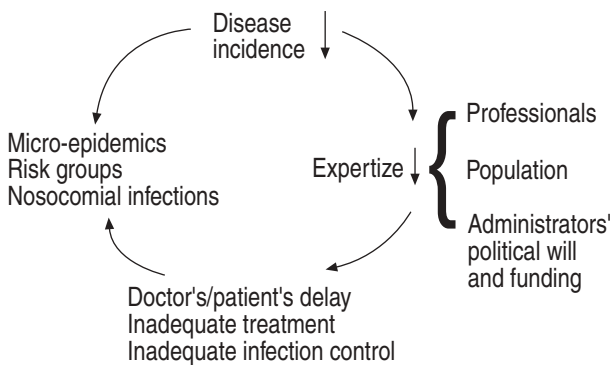 Disease
incidence
Micro-epidemics
Risk groups
Nosocomial infections
Expertize
Professionals
Population
Administrators'
political will
and funding
Doctor's/patient's delay
Inadequate treatment
Inadequate infection control